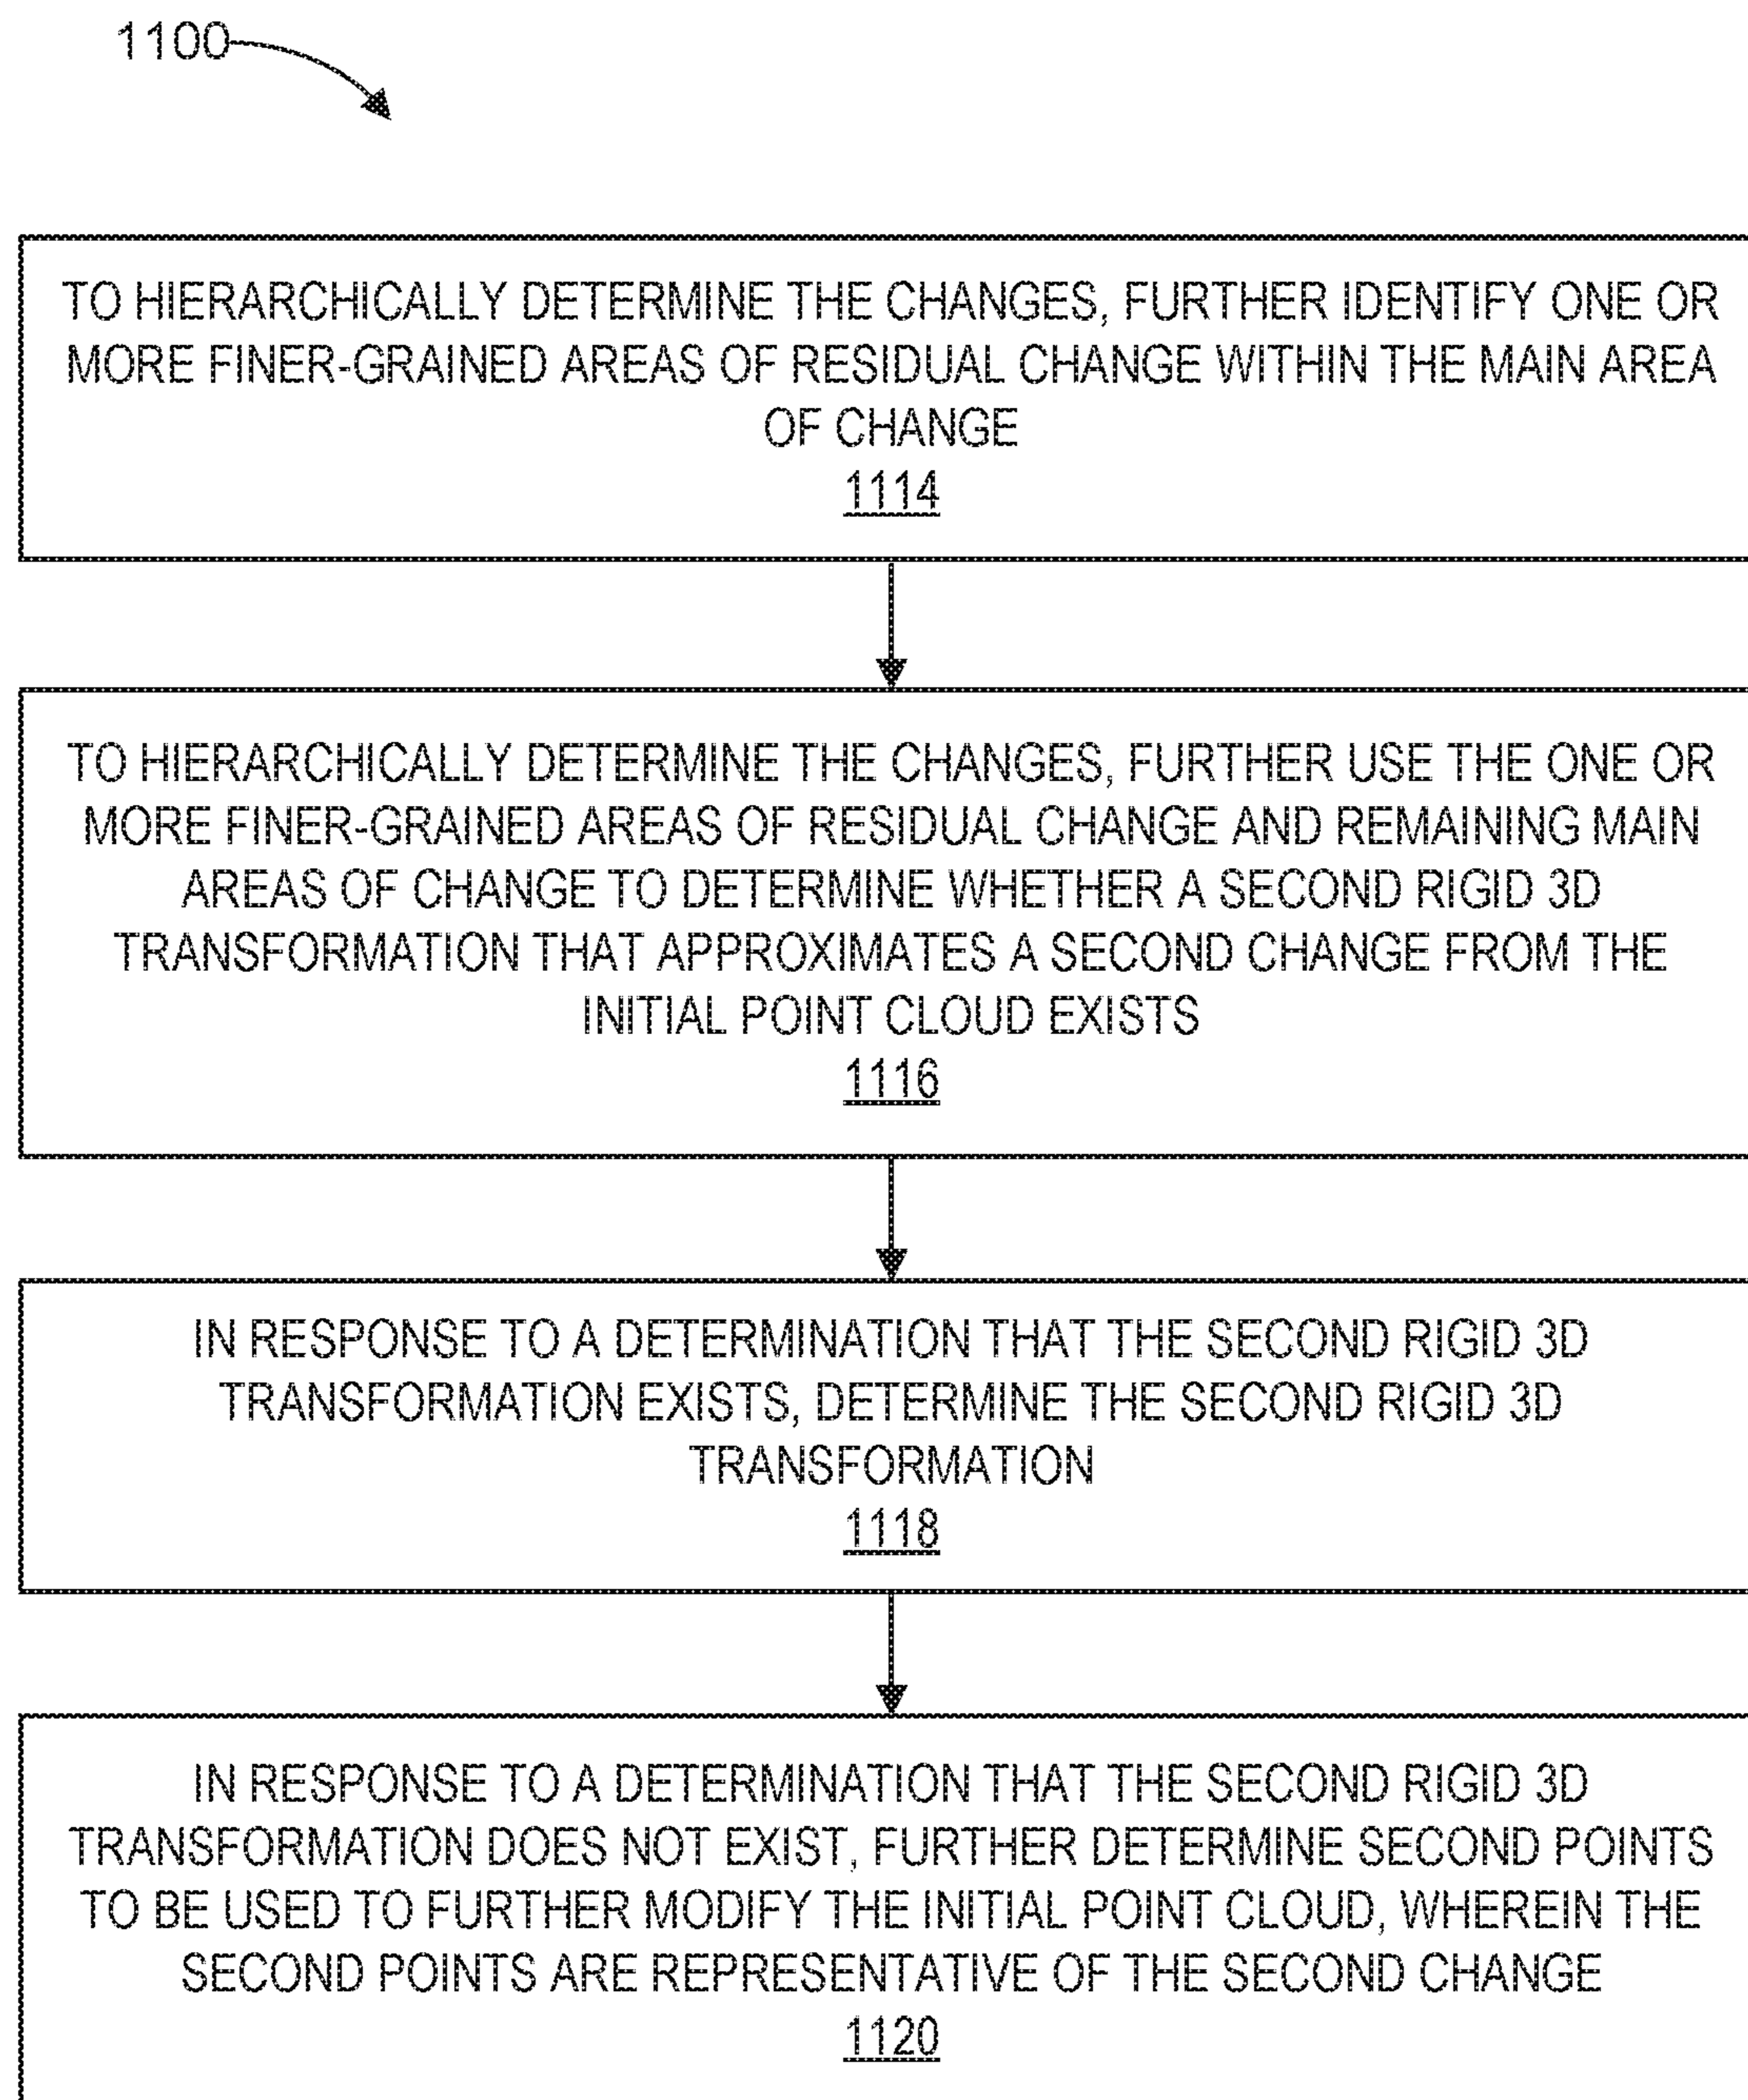 1100
TO HIERARCHICALLY DETERMINE THE CHANGES, FURTHER IDENTIFY ONE OR
MORE FINER-GRAINED AREAS OF RESIDUAL CHANGE WITHIN THE MAIN AREA
OF CHANGE
1114
TO HIERARCHICALLY DETERMINE THE CHANGES, FURTHER USE THE ONE OR
MORE FINER-GRAINED AREAS OF RESIDUAL CHANGE AND REMAINING MAIN
AREAS OF CHANGE TO DETERMINE WHETHER A SECOND RIGID 3D
TRANSFORMATION THAT APPROXIMATES A SECOND CHANGE FROM THE
INITIAL POINT CLOUD EXISTS
1116
IN RESPONSE TO A DETERMINATION THAT THE SECOND RIGID 3D
TRANSFORMATION EXISTS, DETERMINE THE SECOND RIGID 3D
TRANSFORMATION
1118
IN RESPONSE TO A DETERMINATION THAT THE SECOND RIGID 3D
TRANSFORMATION DOES NOT EXIST, FURTHER DETERMINE SECOND POINTS
TO BE USED TO FURTHER MODIFY THE INITIAL POINT CLOUD, WHEREIN THE
SECOND POINTS ARE REPRESENTATIVE OF THE SECOND CHANGE
1120